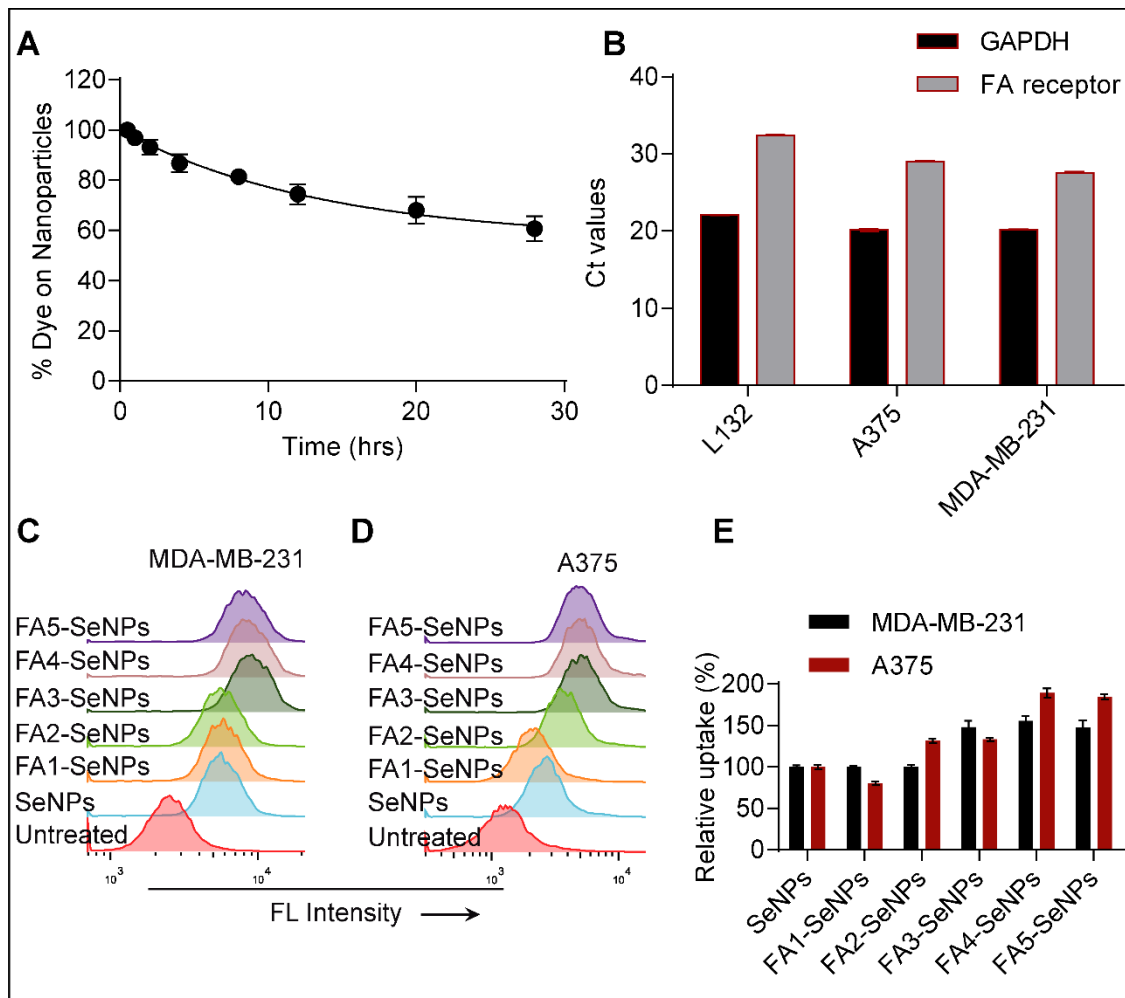 A
% Dye on Nanoparticles
120
100
80
60
40
20
0
0 10 20 30
Time (hrs)
B
GAPDH
FA receptor
Ct values
40
30
20
10
0
L132
A375
MDA-MB-231
C
MDA-MB-231
FA5-SeNPs
FA4-SeNPs
FA3-SeNPs
FA2-SeNPs
FA1-SeNPs
SeNPs
Untreated
10³ 10⁴
D
A375
FA5-SeNPs
FA4-SeNPs
FA3-SeNPs
FA2-SeNPs
FA1-SeNPs
SeNPs
Untreated
10³ 10⁴
FL Intensity
E
MDA-MB-231
A375
Relative uptake (%)
200
150
100
50
0
SeNPs
FA1-SeNPs
FA2-SeNPs
FA3-SeNPs
FA4-SeNPs
FA5-SeNPs